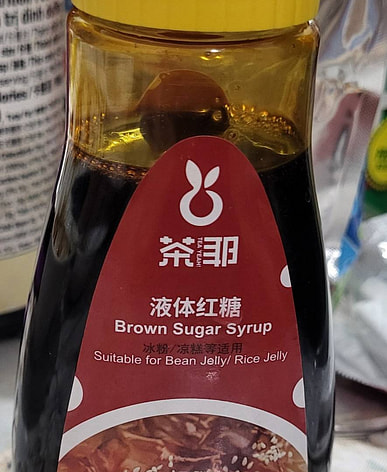 茶耶
TEA YEAH!
液体红糖
Brown Sugar Syrup
冰粉/凉糕等适用
Suitable for Bean Jelly/ Rice Jelly